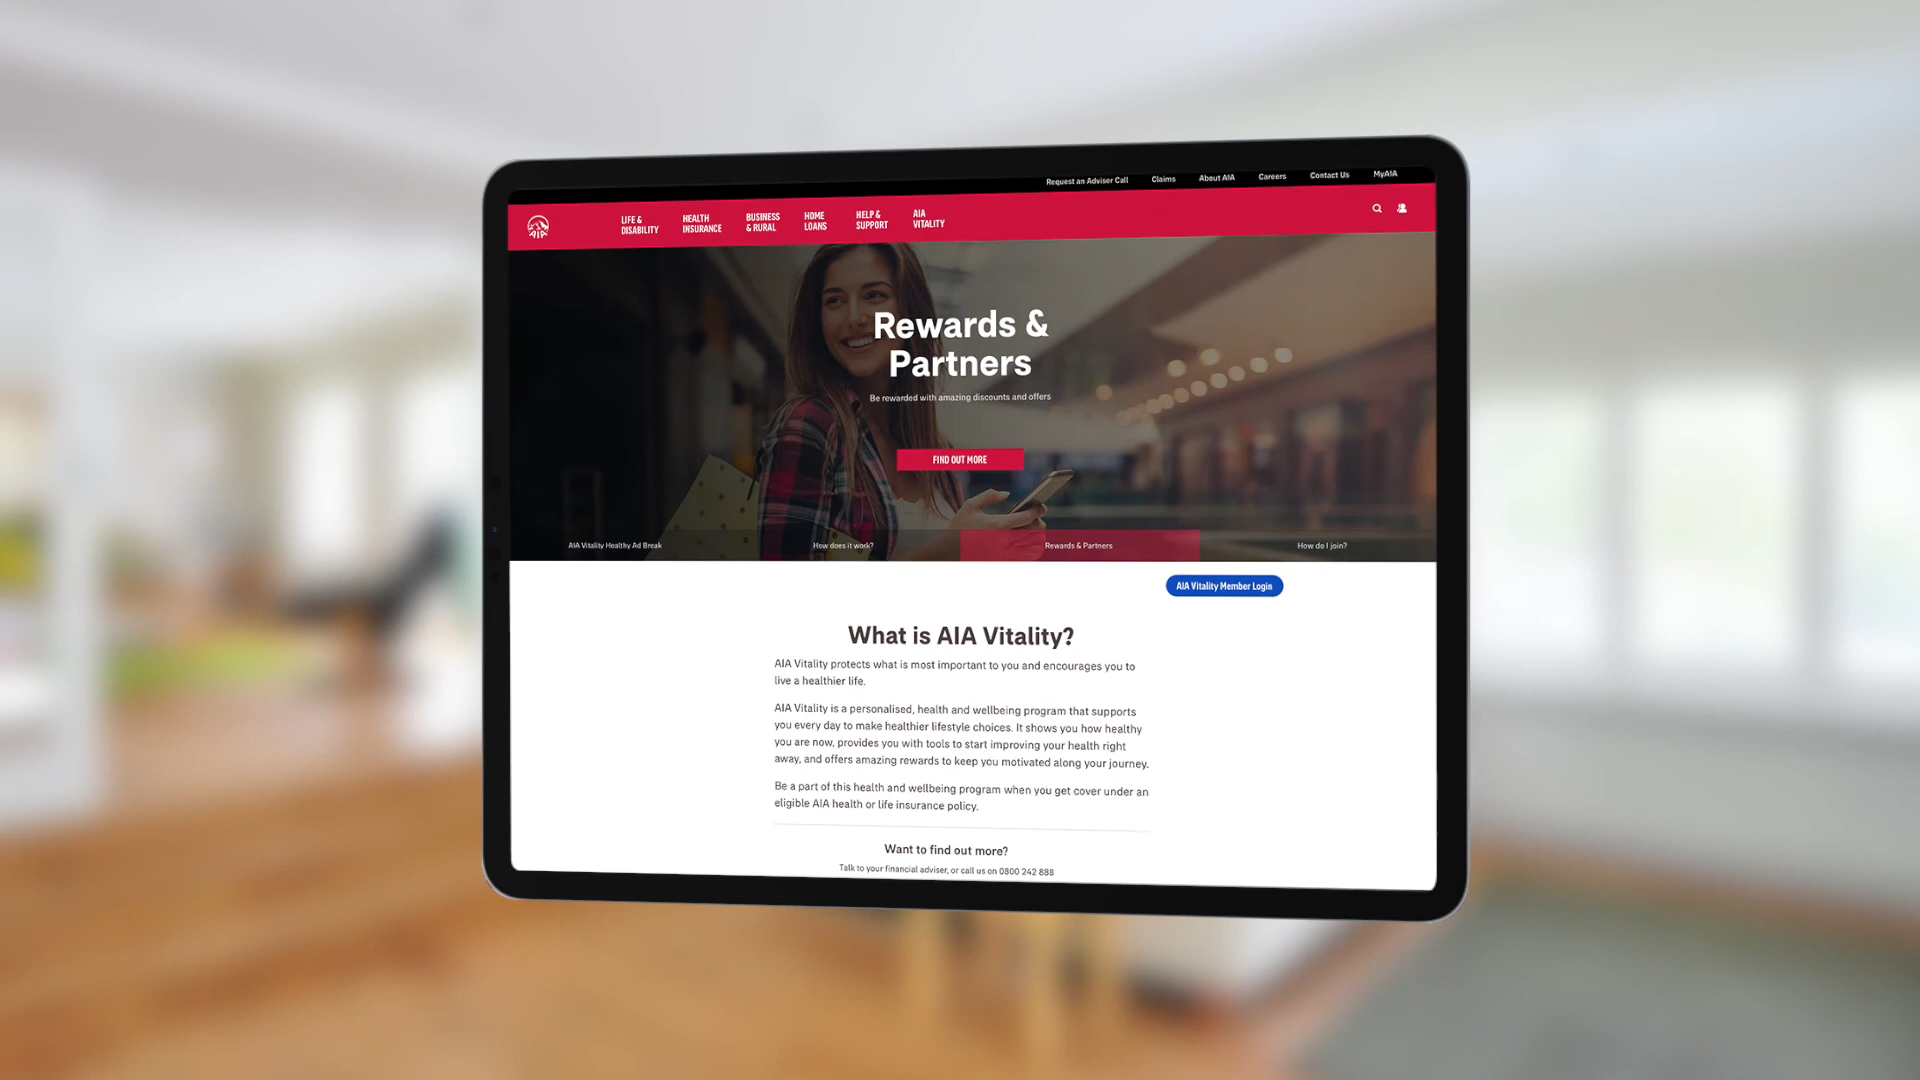 Request an Adviser Call Claims About AIA Careers Contact Us MyAIA
AIA
LIFE &
DISABILITY
HEALTH
INSURANCE
BUSINESS
& RURAL
HOME
LOANS
HELP &
SUPPORT
AIA
VITALITY
Rewards &
Partners
Be rewarded with amazing discounts and offers
FIND OUT MORE
AIA Vitality Healthy Ad Break How does it work? Rewards & Partners How do I join?
AIA Vitality Member Login
What is AIA Vitality?
AIA Vitality protects what is most important to you and encourages you to
live a healthier life.
AIA Vitality is a personalised, health and wellbeing program that supports
you every day to make healthier lifestyle choices. It shows you how healthy
you are now, provides you with tools to start improving your health right
away, and offers amazing rewards to keep you motivated along your journey.
Be a part of this health and wellbeing program when you get cover under an
eligible AIA health or life insurance policy.
Want to find out more?
Talk to your financial adviser, or call us on 0800 242 888